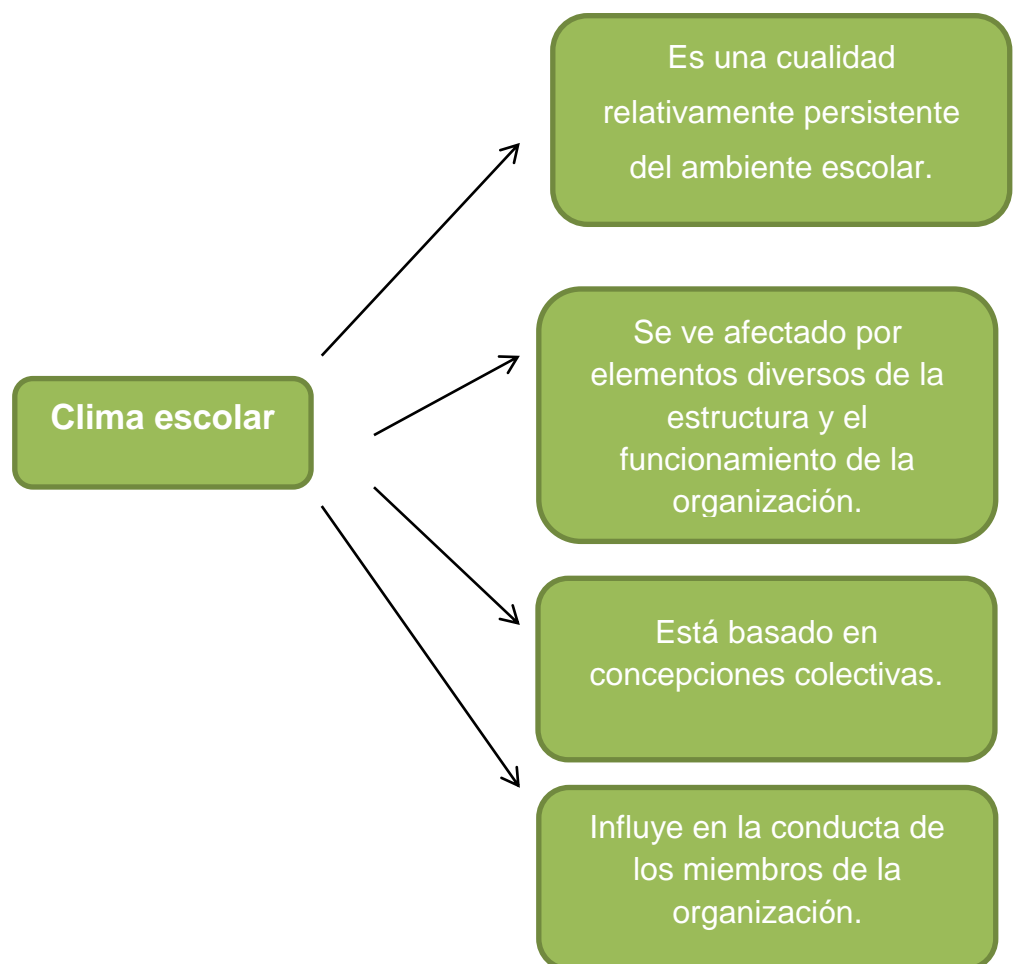 Es una cualidad
relativamente persistente
del ambiente escolar.
Se ve afectado por
elementos diversos de la
estructura y el
funcionamiento de la
organización.
Clima escolar
Está basado en
concepciones colectivas.
Influye en la conducta de
los miembros de la
organización.